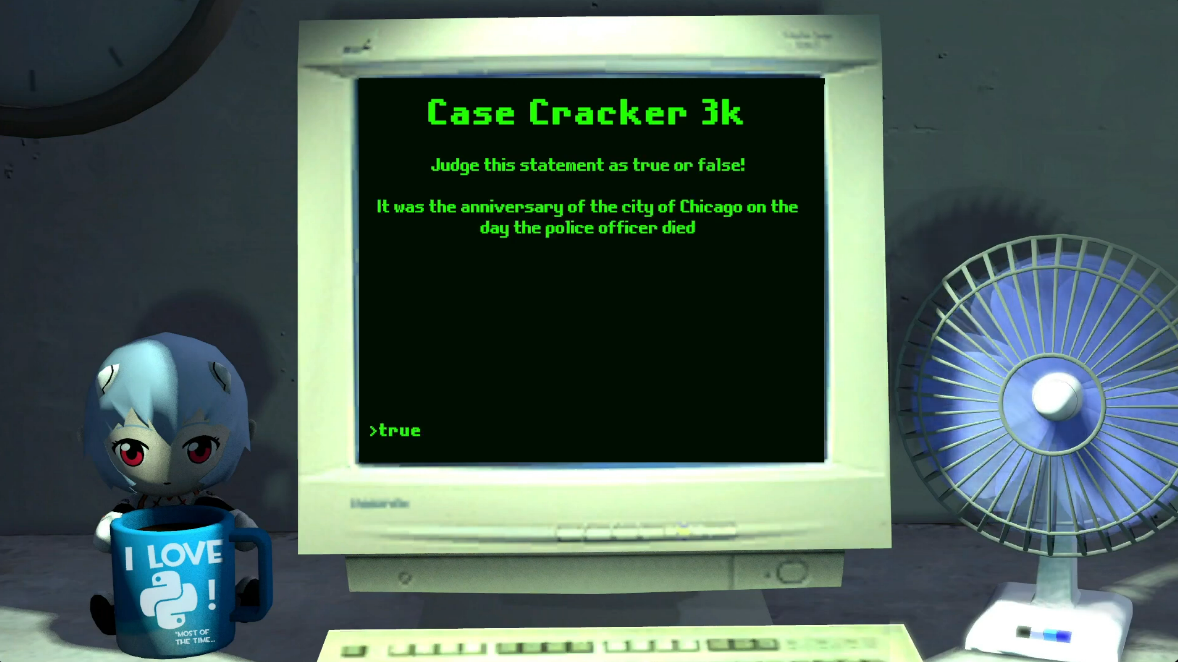 Case Cracker 3k
Judge this statement as true or false!
It was the anniversary of the city of Chicago on the
day the police officer died
>true
I LOVE
!
*MOST OF
THE TIME...